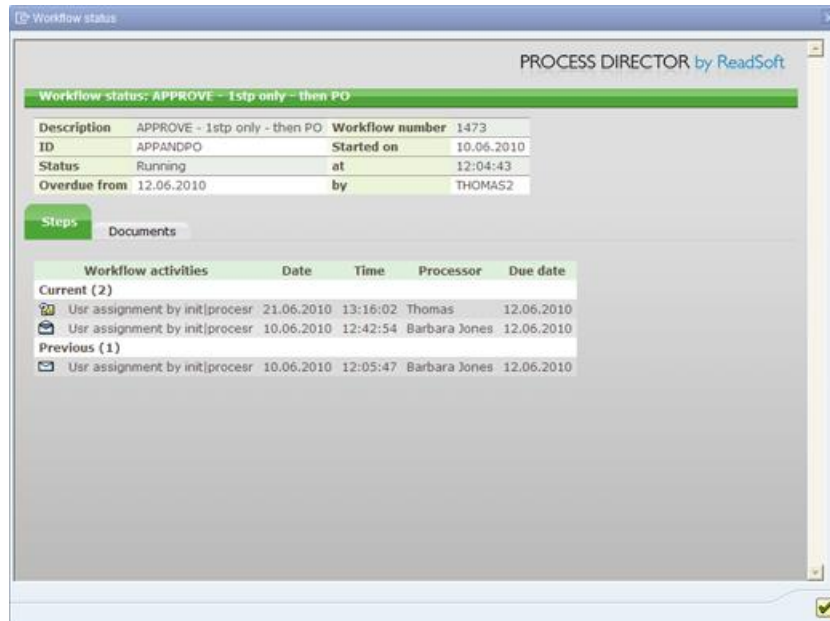 Workflow status
PROCESS DIRECTOR by ReadSoft
Workflow status: APPROVE - 1stp only - then PO
Description APPROVE - 1stp only - then PO Workflow number 1473
ID APPANDPO Started on 10.06.2010
Status Running at 12:04:43
Overdue from 12.06.2010 by THOMAS2
Steps Documents
Workflow activities Date Time Processor Due date
Current (2)
Usr assignment by init|procesr 21.06.2010 13:16:02 Thomas 12.06.2010
Usr assignment by init|procesr 10.06.2010 12:42:54 Barbara Jones 12.06.2010
Previous (1)
Usr assignment by init|procesr 10.06.2010 12:05:47 Barbara Jones 12.06.2010